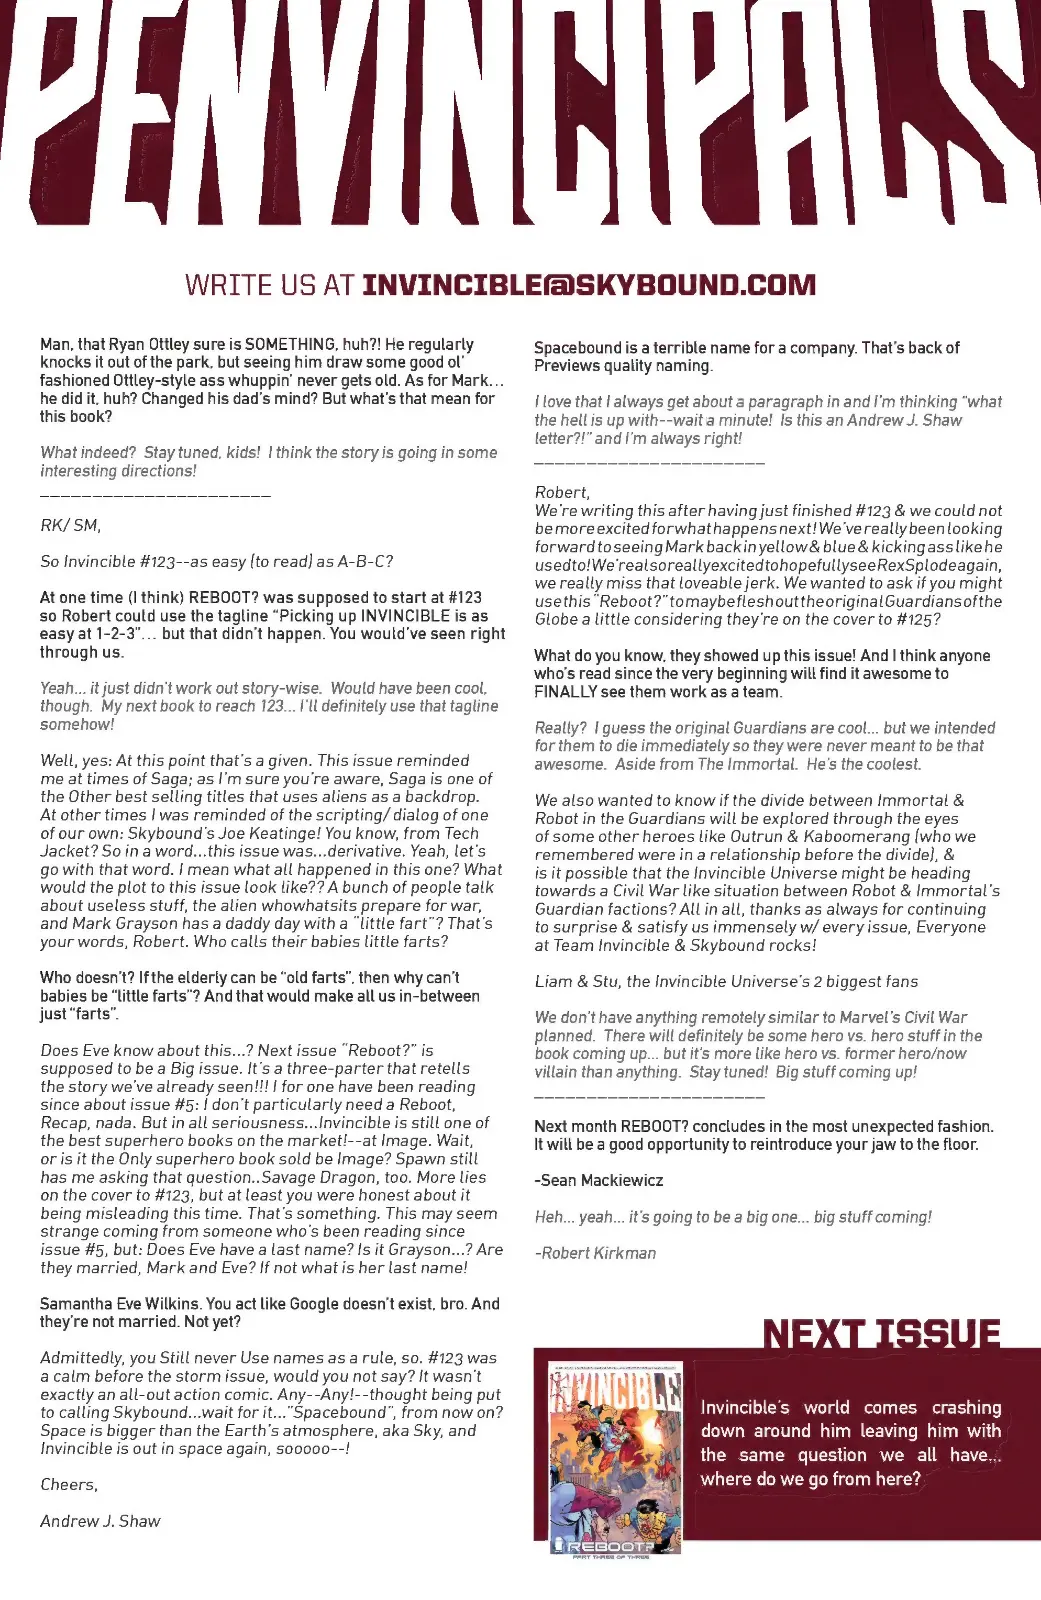 PENVINCIPALS
WRITE US AT INVINCIBLE@SKYBOUND.COM
Man, that Ryan Ottley sure is SOMETHING, huh?! He regularly
knocks it out of the park, but seeing him draw some good ol'
fashioned Ottley-style ass whuppin' never gets old. As for Mark...
he did it, huh? Changed his dad's mind? But what's that mean for
this book?
What indeed? Stay tuned, kids! I think the story is going in some
interesting directions!
RK/ SM,
So Invincible #123--as easy (to read) as A-B-C?
At one time (I think) REBOOT? was supposed to start at #123
so Robert could use the tagline "Picking up INVINCIBLE is as
easy at 1-2-3"... but that didn't happen. You would've seen right
through us.
Yeah... it just didn't work out story-wise. Would have been cool,
though. My next book to reach 123... I'll definitely use that tagline
somehow!
Well, yes: At this point that's a given. This issue reminded
me at times of Saga; as I'm sure you're aware, Saga is one of
the Other best selling titles that uses aliens as a backdrop.
At other times I was reminded of the scripting/ dialog of one
of our own: Skybound's Joe Keatinge! You know, from Tech
Jacket? So in a word...this issue was...derivative. Yeah, let's
go with that word. I mean what all happened in this one? What
would the plot to this issue look like?? A bunch of people talk
about useless stuff, the alien whowhatsits prepare for war,
and Mark Grayson has a daddy day with a "little fart"? That's
your words, Robert. Who calls their babies little farts?
Who doesn't? If the elderly can be "old farts", then why can't
babies be "little farts"? And that would make all us in-between
just "farts".
Does Eve know about this...? Next issue "Reboot?" is
supposed to be a Big issue. It's a three-parter that retells
the story we've already seen!!! I for one have been reading
since about issue #5: I don't particularly need a Reboot,
Recap, nada. But in all seriousness...Invincible is still one of
the best superhero books on the market!--at Image. Wait,
or is it the Only superhero book sold be Image? Spawn still
has me asking that question..Savage Dragon, too. More lies
on the cover to #123, but at least you were honest about it
being misleading this time. That's something. This may seem
strange coming from someone who's been reading since
issue #5, but: Does Eve have a last name? Is it Grayson...? Are
they married, Mark and Eve? If not what is her last name!
Samantha Eve Wilkins. You act like Google doesn't exist, bro. And
they're not married. Not yet?
Admittedly, you Still never Use names as a rule, so. #123 was
a calm before the storm issue, would you not say? It wasn't
exactly an all-out action comic. Any--Any!--thought being put
to calling Skybound...wait for it..."Spacebound", from now on?
Space is bigger than the Earth's atmosphere, aka Sky, and
Invincible is out in space again, sooooo--!
Cheers,
Andrew J. Shaw
Spacebound is a terrible name for a company. That's back of
Previews quality naming.
I love that I always get about a paragraph in and I'm thinking "what
the hell is up with--wait a minute! Is this an Andrew J. Shaw
letter?!" and I'm always right!
Robert,
We're writing this after having just finished #123 & we could not
be more excited for what happens next! We've really been looking
forward to seeing Mark back in yellow & blue & kicking ass like he
used to! We're also really excited to hopefully see Rex Splode again,
we really miss that loveable jerk. We wanted to ask if you might
use this "Reboot?" to maybe flesh out the original Guardians of the
Globe a little considering they're on the cover to #125?
What do you know, they showed up this issue! And I think anyone
who's read since the very beginning will find it awesome to
FINALLY see them work as a team.
Really? I guess the original Guardians are cool... but we intended
for them to die immediately so they were never meant to be that
awesome. Aside from The Immortal. He's the coolest.
We also wanted to know if the divide between Immortal &
Robot in the Guardians will be explored through the eyes
of some other heroes like Outrun & Kaboomerang (who we
remembered were in a relationship before the divide), &
is it possible that the Invincible Universe might be heading
towards a Civil War like situation between Robot & Immortal's
Guardian factions? All in all, thanks as always for continuing
to surprise & satisfy us immensely w/ every issue, Everyone
at Team Invincible & Skybound rocks!
Liam & Stu, the Invincible Universe's 2 biggest fans
We don't have anything remotely similar to Marvel's Civil War
planned. There will definitely be some hero vs. hero stuff in the
book coming up... but it's more like hero vs. former hero/now
villain than anything. Stay tuned! Big stuff coming up!
Next month REBOOT? concludes in the most unexpected fashion.
It will be a good opportunity to reintroduce your jaw to the floor.
-Sean Mackiewicz
Heh... yeah... it's going to be a big one... big stuff coming!
-Robert Kirkman
NEXT ISSUE
INVINCIBLE
REBOOT?
PART THREE OF THREE
Invincible's world comes crashing
down around him leaving him with
the same question we all have...
where do we go from here?